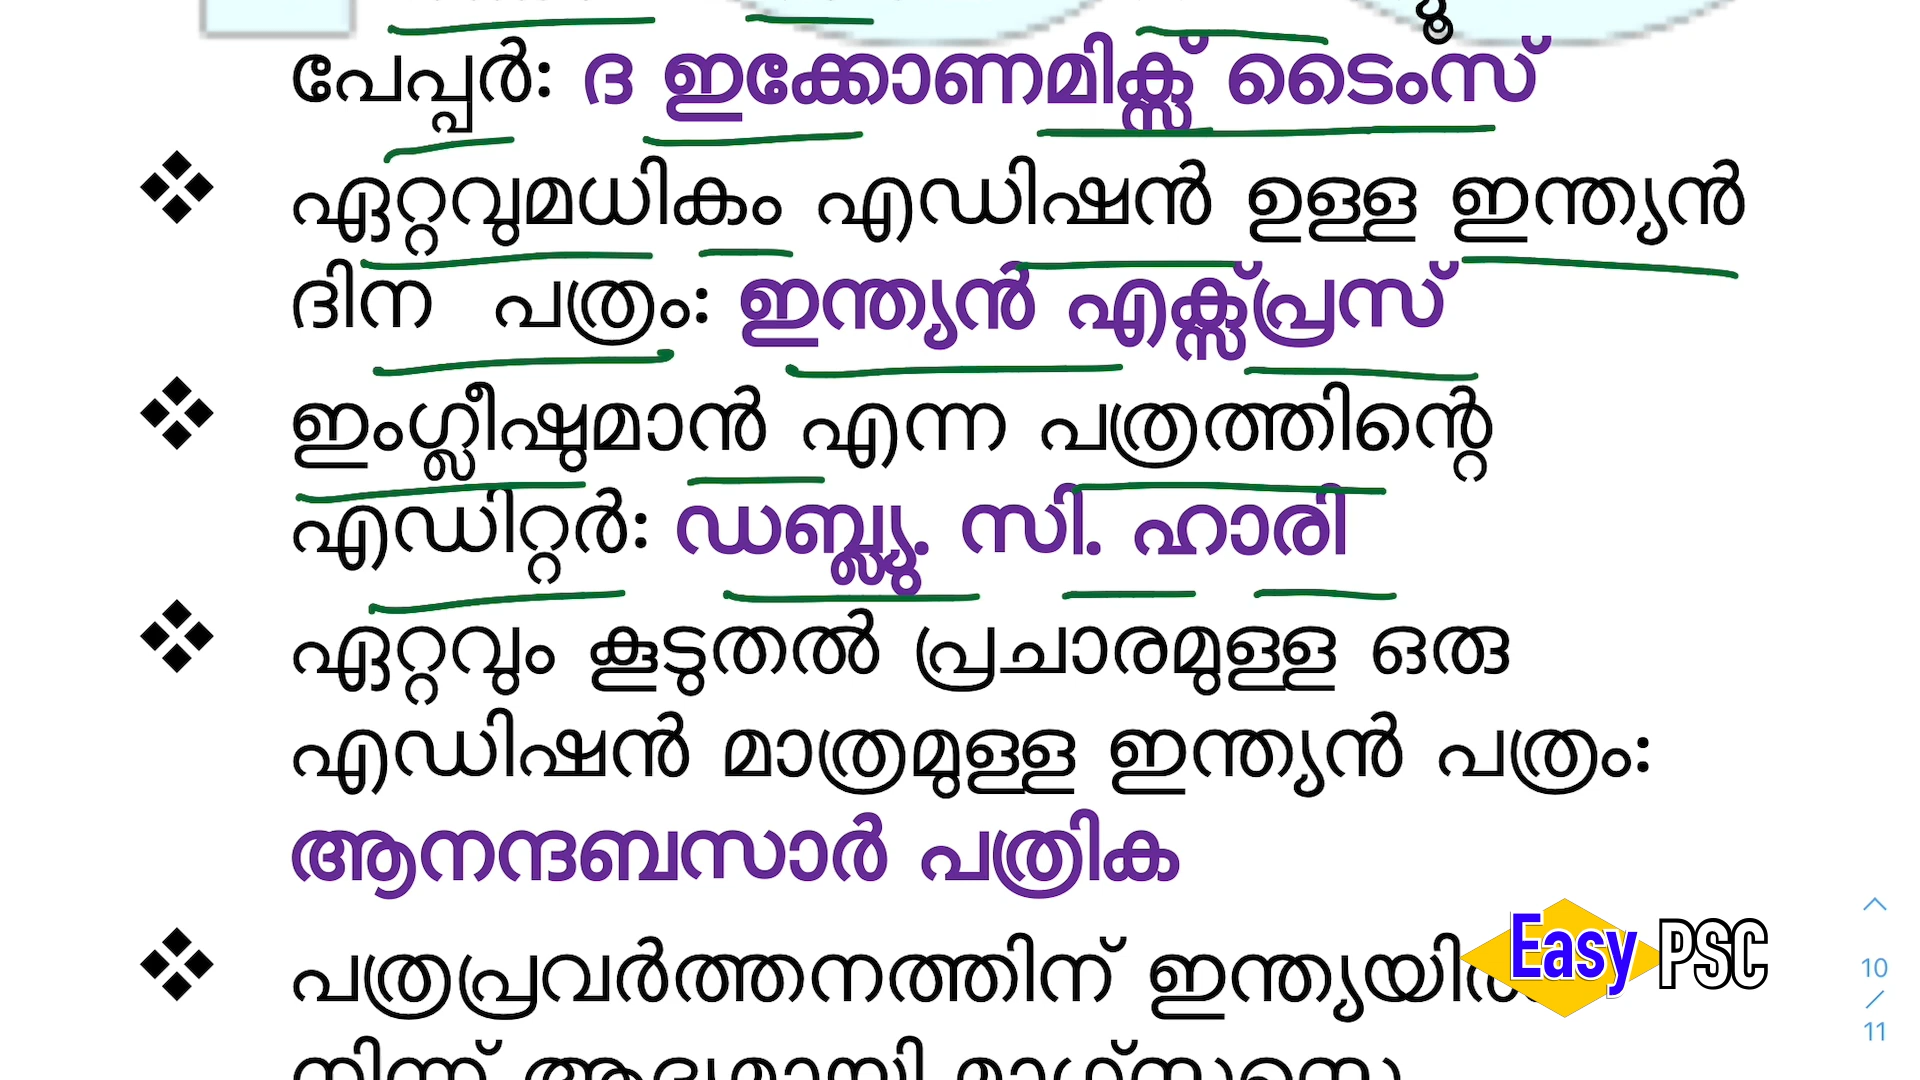 പേപ്പർ: ദ ഇക്കോണമിക്സ് ടൈംസ്
❖ ഏറ്റവുമധികം എഡിഷൻ ഉള്ള ഇന്ത്യൻ
ദിന പത്രം: ഇന്ത്യൻ എക്സ്പ്രസ്
❖ ഇംഗ്ലീഷുമാൻ എന്ന പത്രത്തിന്റെ
എഡിറ്റർ: ഡബ്ല്യു. സി. ഹാരി
❖ ഏറ്റവും കൂടുതൽ പ്രചാരമുള്ള ഒരു
എഡിഷൻ മാത്രമുള്ള ഇന്ത്യൻ പത്രം:
ആനന്ദബസാർ പത്രിക
❖ പത്രപ്രവർത്തനത്തിന് ഇന്ത്യയിൽ
Easy PSC
10
/
11